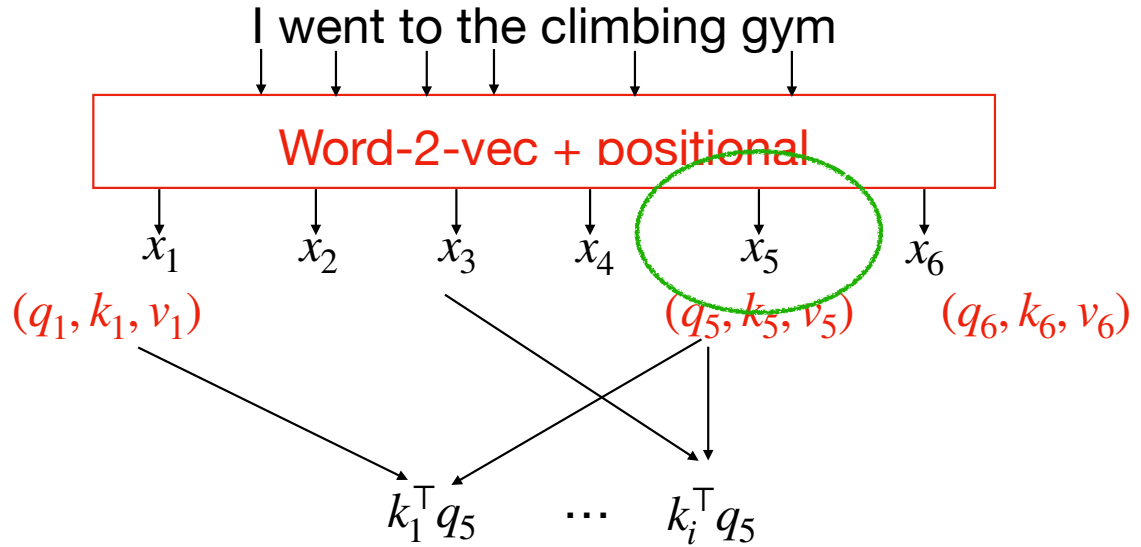 I went to the climbing gym
Word-2-vec + positional
x₁ x₂ x₃ x₄ x₅ x₆
(q₁, k₁, v₁) (q₅, k₅, v₅) (q₆, k₆, v₆)
k₁⊤q₅ ⋯ kᵢ⊤q₅